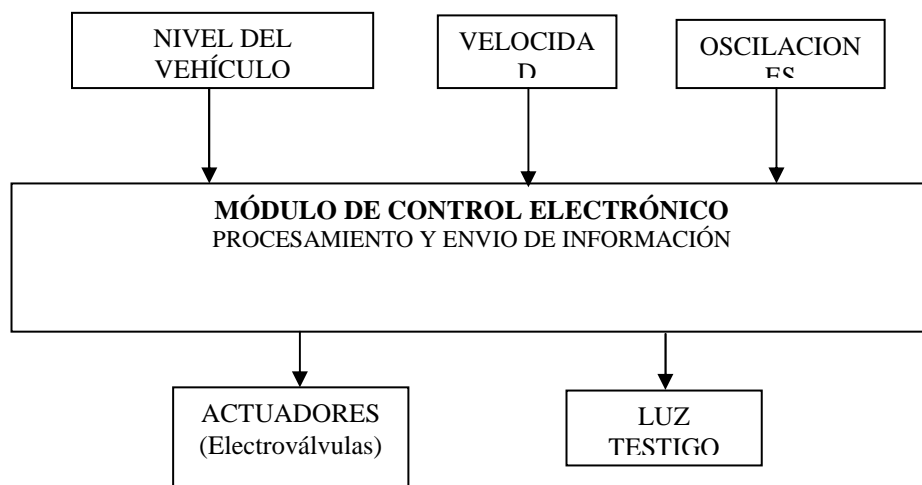 NIVEL DEL
VEHÍCULO
VELOCIDA
D
OSCILACION
ES
MÓDULO DE CONTROL ELECTRÓNICO
PROCESAMIENTO Y ENVIO DE INFORMACIÓN
ACTUADORES
(Electroválvulas)
LUZ
TESTIGO